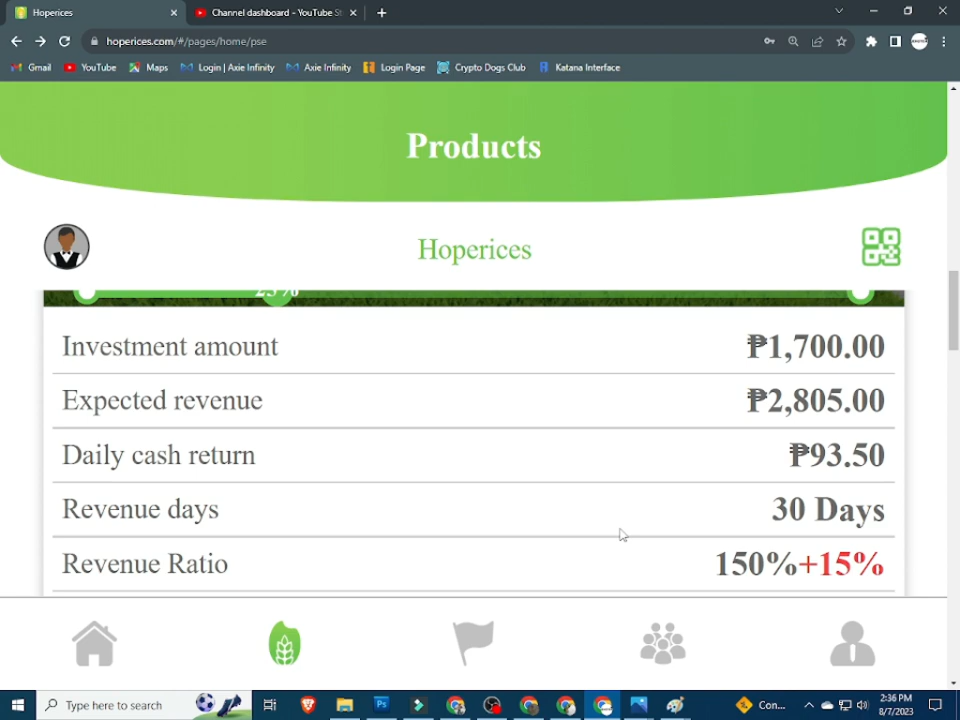 Hoperices
Channel dashboard - YouTube St
hoperices.com/#/pages/home/pse
Gmail
YouTube
Maps
Login | Axie Infinity
Axie Infinity
Login Page
Crypto Dogs Club
Katana Interface
Products
Hoperices
Investment amount ₱1,700.00
Expected revenue ₱2,805.00
Daily cash return ₱93.50
Revenue days 30 Days
Revenue Ratio 150%+15%
Type here to search
Con...
2:36 PM
8/7/2023